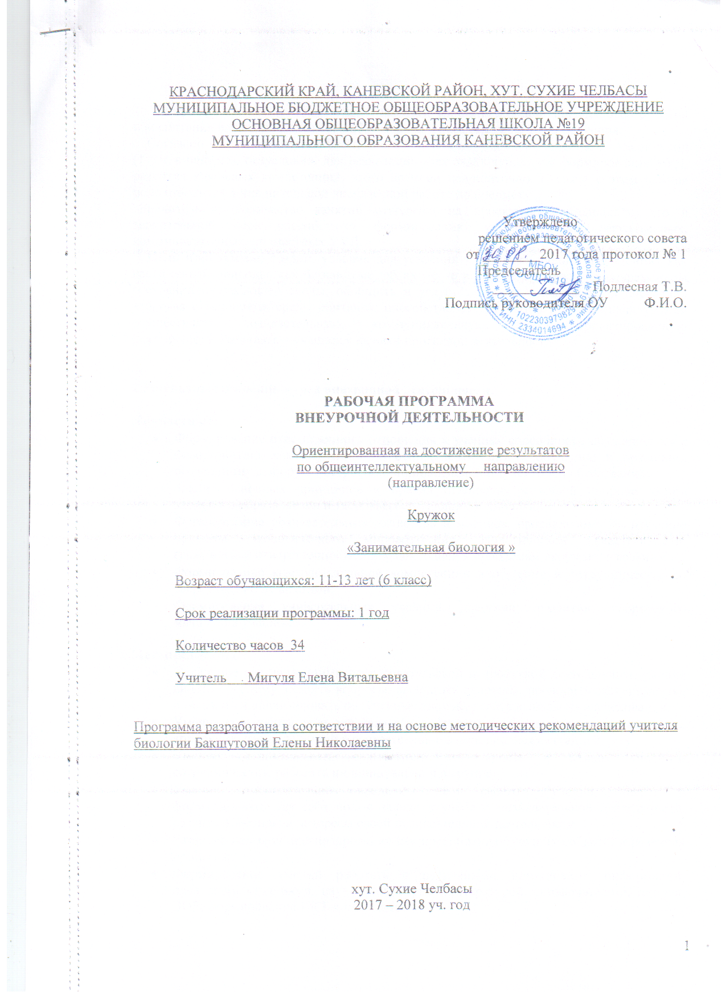 КРАСНОДАРСКИЙ КРАЙ, КАНЕВСКОЙ РАЙОН, ХУТ. СУХИЕ ЧЕЛБАСЫ
МУНИЦИПАЛЬНОЕ БЮДЖЕТНОЕ ОБЩЕОБРАЗОВАТЕЛЬНОЕ УЧРЕЖДЕНИЕ
ОСНОВНАЯ ОБЩЕОБРАЗОВАТЕЛЬНАЯ ШКОЛА №19
МУНИЦИПАЛЬНОГО ОБРАЗОВАНИЯ КАНЕВСКОЙ РАЙОН
Утверждено
решением педагогического совета
от 30.08. 2017 года протокол № 1
Председатель
Подлесная Т.В.
Подпись руководителя ОУ Ф.И.О.
МБОУ
ООШ №19
ОГРН 1022303979829
ИНН 2334014694
РАБОЧАЯ ПРОГРАММА
ВНЕУРОЧНОЙ ДЕЯТЕЛЬНОСТИ
Ориентированная на достижение результатов
по общеинтеллектуальному направлению
(направление)
Кружок
«Занимательная биология »
Возраст обучающихся: 11-13 лет (6 класс)
Срок реализации программы: 1 год
Количество часов 34
Учитель Мигуля Елена Витальевна
Программа разработана в соответствии и на основе методических рекомендаций учителя
биологии Бакшутовой Елены Николаевны
хут. Сухие Челбасы
2017 – 2018 уч. год
1